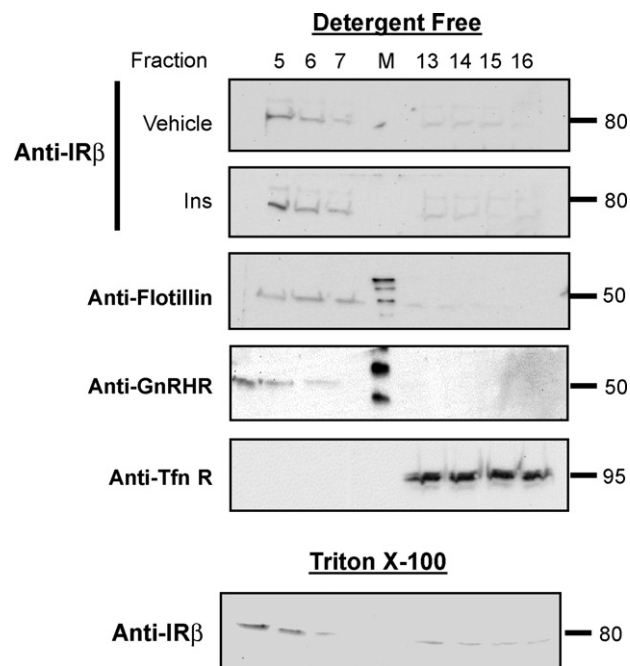 Detergent Free
Fraction 5 6 7 M 13 14 15 16
Anti-IRβ
Vehicle 80
Ins 80
Anti-Flotillin 50
Anti-GnRHR 50
Anti-Tfn R 95
Triton X-100
Anti-IRβ 80